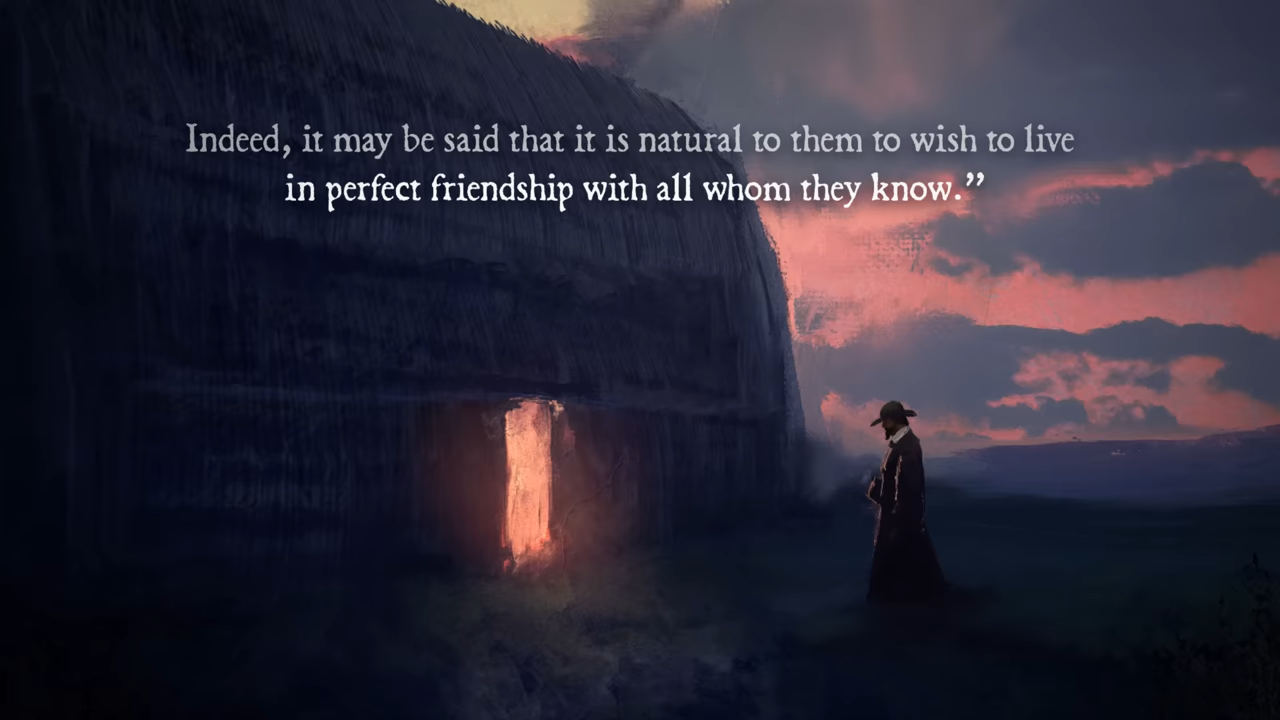 Indeed, it may be said that it is natural to them to wish to live
in perfect friendship with all whom they know.”